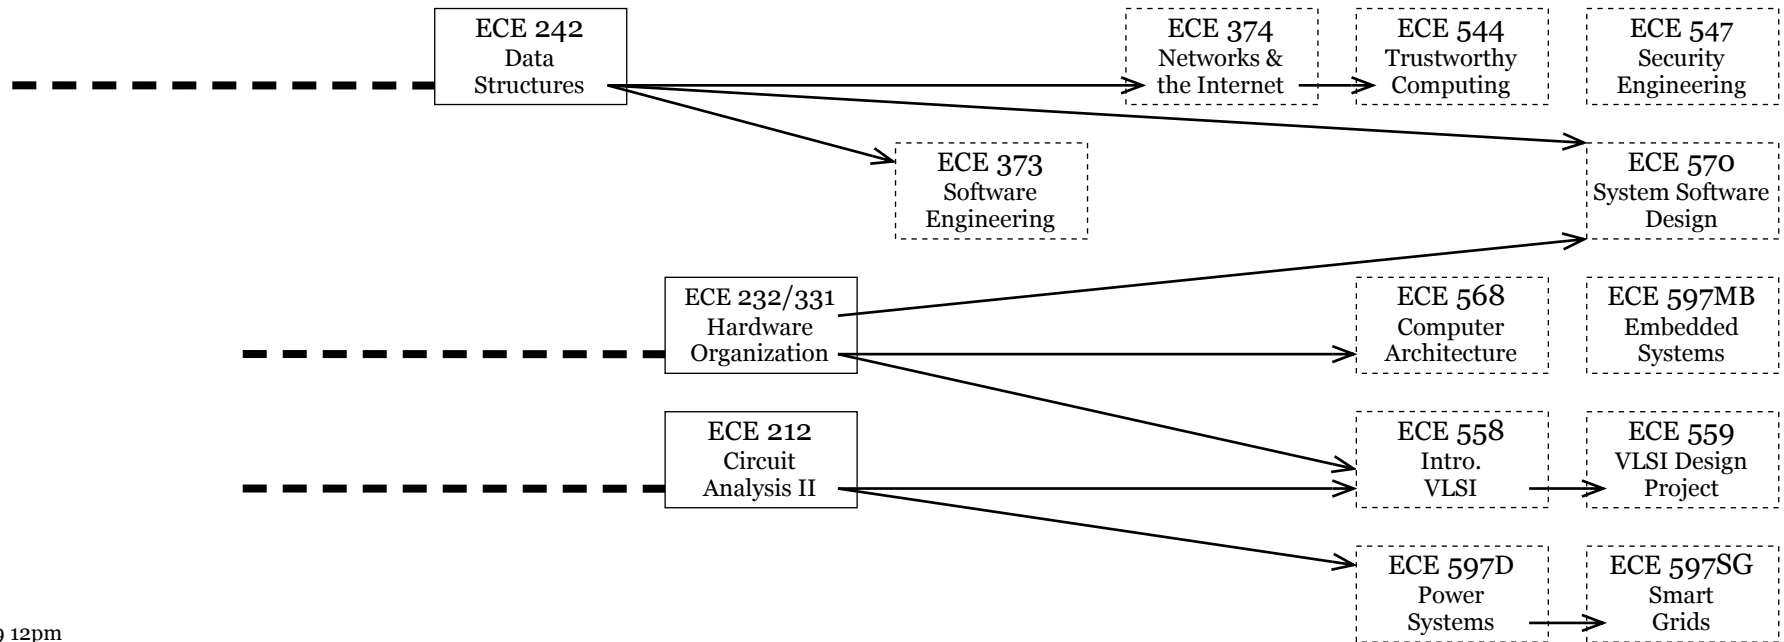 ECE 242
Data
Structures
ECE 374
Networks &
the Internet
ECE 544
Trustworthy
Computing
ECE 547
Security
Engineering
ECE 373
Software
Engineering
ECE 570
System Software
Design
ECE 232/331
Hardware
Organization
ECE 568
Computer
Architecture
ECE 597MB
Embedded
Systems
ECE 212
Circuit
Analysis II
ECE 558
Intro.
VLSI
ECE 559
VLSI Design
Project
ECE 597D
Power
Systems
ECE 597SG
Smart
Grids
12pm